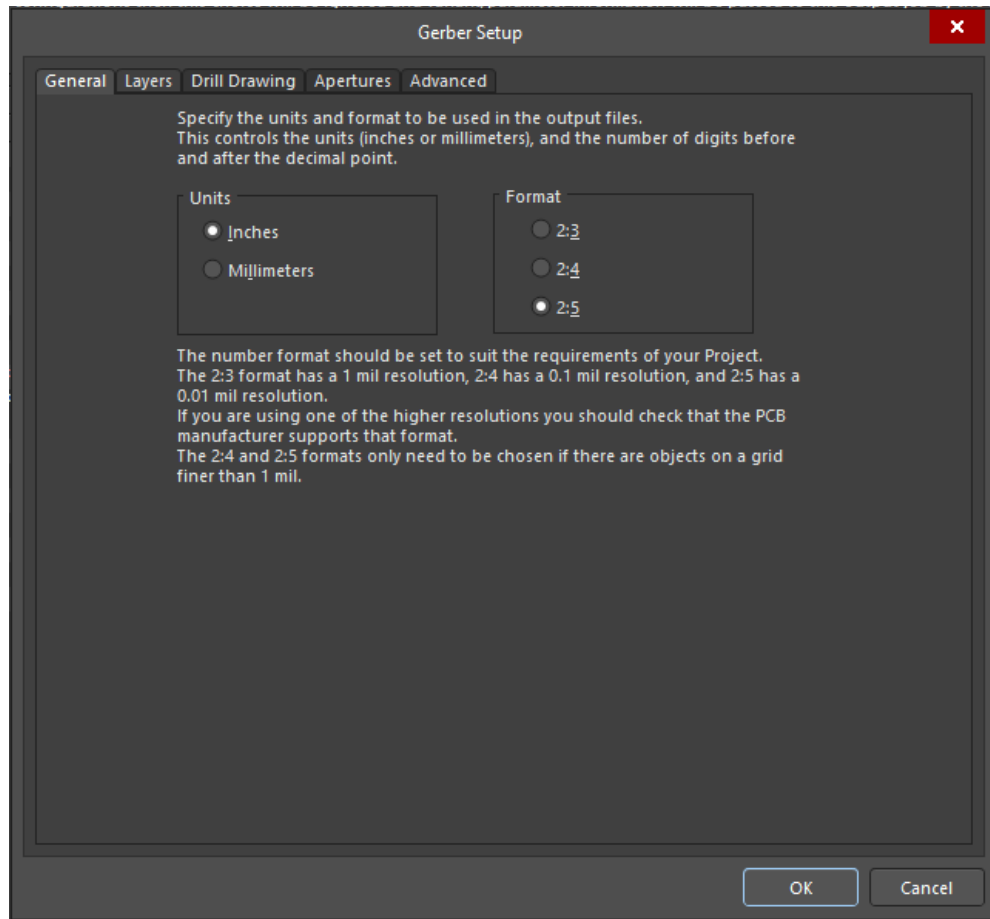 Gerber Setup
General Layers Drill Drawing Apertures Advanced
Specify the units and format to be used in the output files.
This controls the units (inches or millimeters), and the number of digits before
and after the decimal point.
Units
Inches
Millimeters
Format
2:3
2:4
2:5
The number format should be set to suit the requirements of your Project.
The 2:3 format has a 1 mil resolution, 2:4 has a 0.1 mil resolution, and 2:5 has a
0.01 mil resolution.
If you are using one of the higher resolutions you should check that the PCB
manufacturer supports that format.
The 2:4 and 2:5 formats only need to be chosen if there are objects on a grid
finer than 1 mil.
OK Cancel